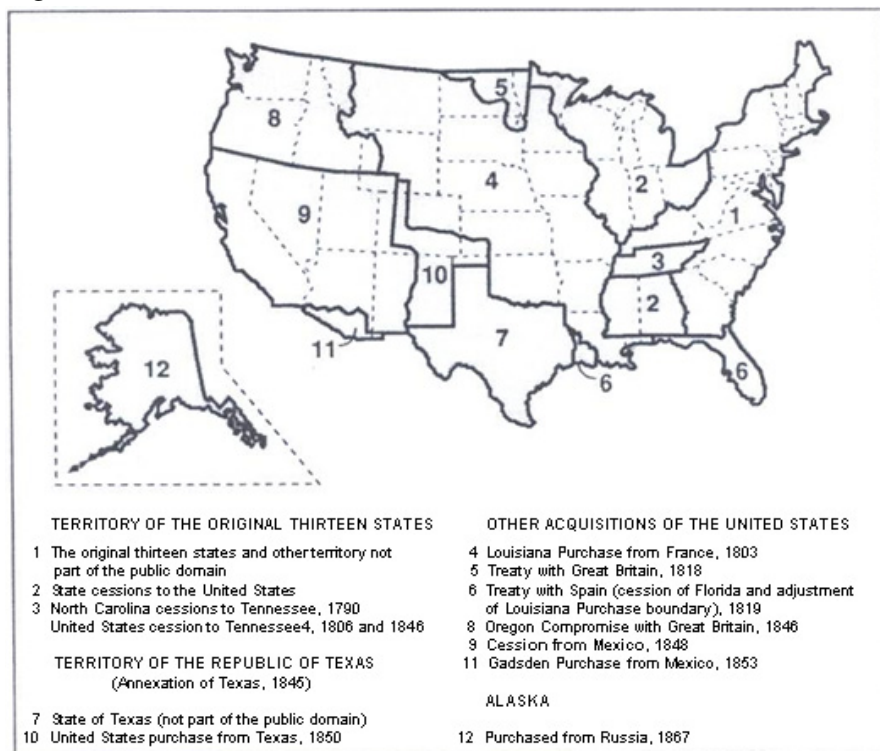 5
8
4
2
9
1
3
10
2
7
11
6
6
12
TERRITORY OF THE ORIGINAL THIRTEEN STATES
1 The original thirteen states and other territory not
part of the public domain
2 State cessions to the United States
3 North Carolina cessions to Tennessee, 1790
United States cession to Tennessee4, 1806 and 1846
TERRITORY OF THE REPUBLIC OF TEXAS
(Annexation of Texas, 1845)
7 State of Texas (not part of the public domain)
10 United States purchase from Texas, 1850
OTHER ACQUISITIONS OF THE UNITED STATES
4 Louisiana Purchase from France, 1803
5 Treaty with Great Britain, 1818
6 Treaty with Spain (cession of Florida and adjustment
of Louisiana Purchase boundary), 1819
8 Oregon Compromise with Great Britain, 1846
9 Cession from Mexico, 1848
11 Gadsden Purchase from Mexico, 1853
ALASKA
12 Purchased from Russia, 1867